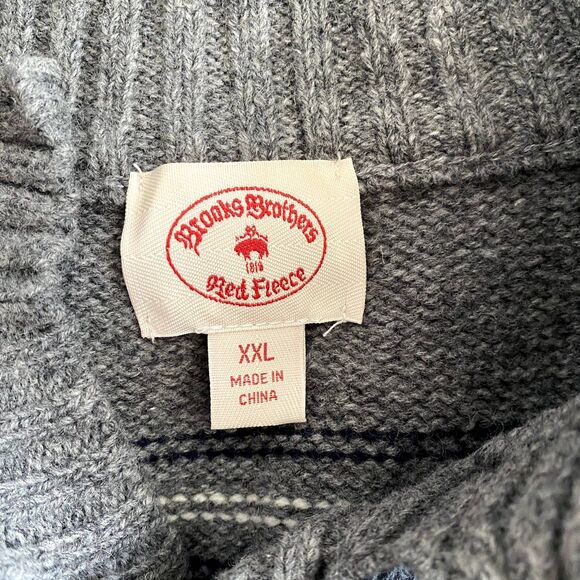 Brooks Brothers
1818
Red Fleece
XXL
MADE IN
CHINA